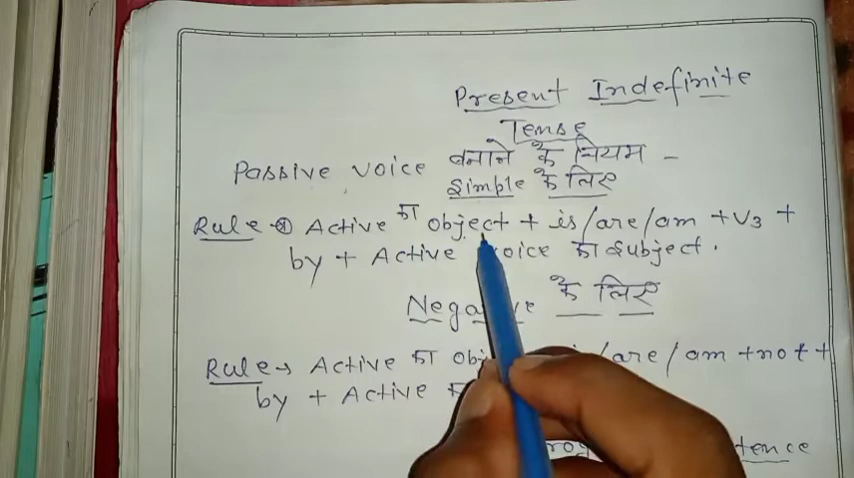 Present Indefinite
Tense
Passive voice बनाने के नियम -
Simple के लिए
Rule Active का object + is/are/am + V3 +
by + Active का Subject.
के लिए
Rule → Active का are/am + not +
by + Active